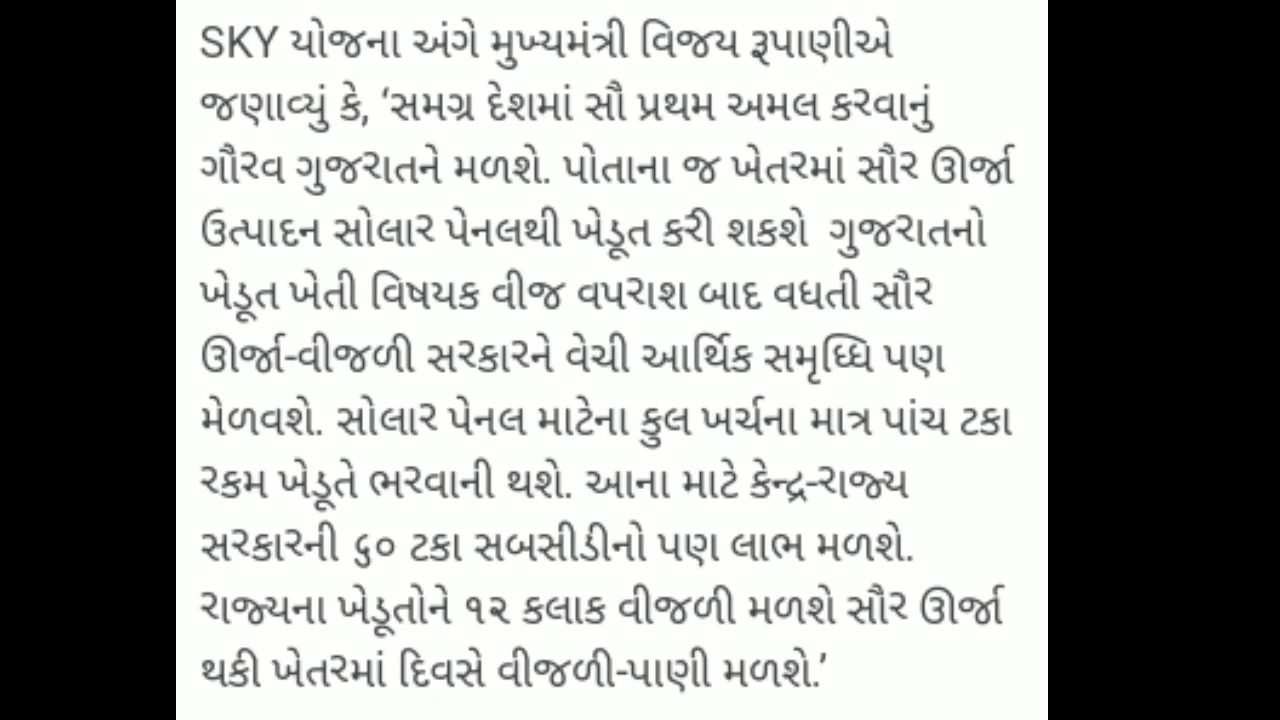 SKY યોજના અંગે મુખ્યમંત્રી વિજય રૂપાણીએ
જણાવ્યું કે, ‘સમગ્ર દેશમાં સૌ પ્રથમ અમલ કરવાનું
ગૌરવ ગુજરાતને મળશે. પોતાના જ ખેતરમાં સૌર ઊર્જા
ઉત્પાદન સોલાર પેનલથી ખેડૂત કરી શકશે  ગુજરાતનો
ખેડૂત ખેતી વિષયક વીજ વપરાશ બાદ વધતી સૌર
ઊર્જા-વીજળી સરકારને વેચી આર્થિક સમૃધ્ધિ પણ
મેળવશે. સોલાર પેનલ માટેના કુલ ખર્ચના માત્ર પાંચ ટકા
રકમ ખેડૂતે ભરવાની થશે. આના માટે કેન્દ્ર-રાજ્ય
સરકારની ૬૦ ટકા સબસીડીનો પણ લાભ મળશે.
રાજ્યના ખેડૂતોને ૧૨ કલાક વીજળી મળશે સૌર ઊર્જા
થકી ખેતરમાં દિવસે વીજળી-પાણી મળશે.’